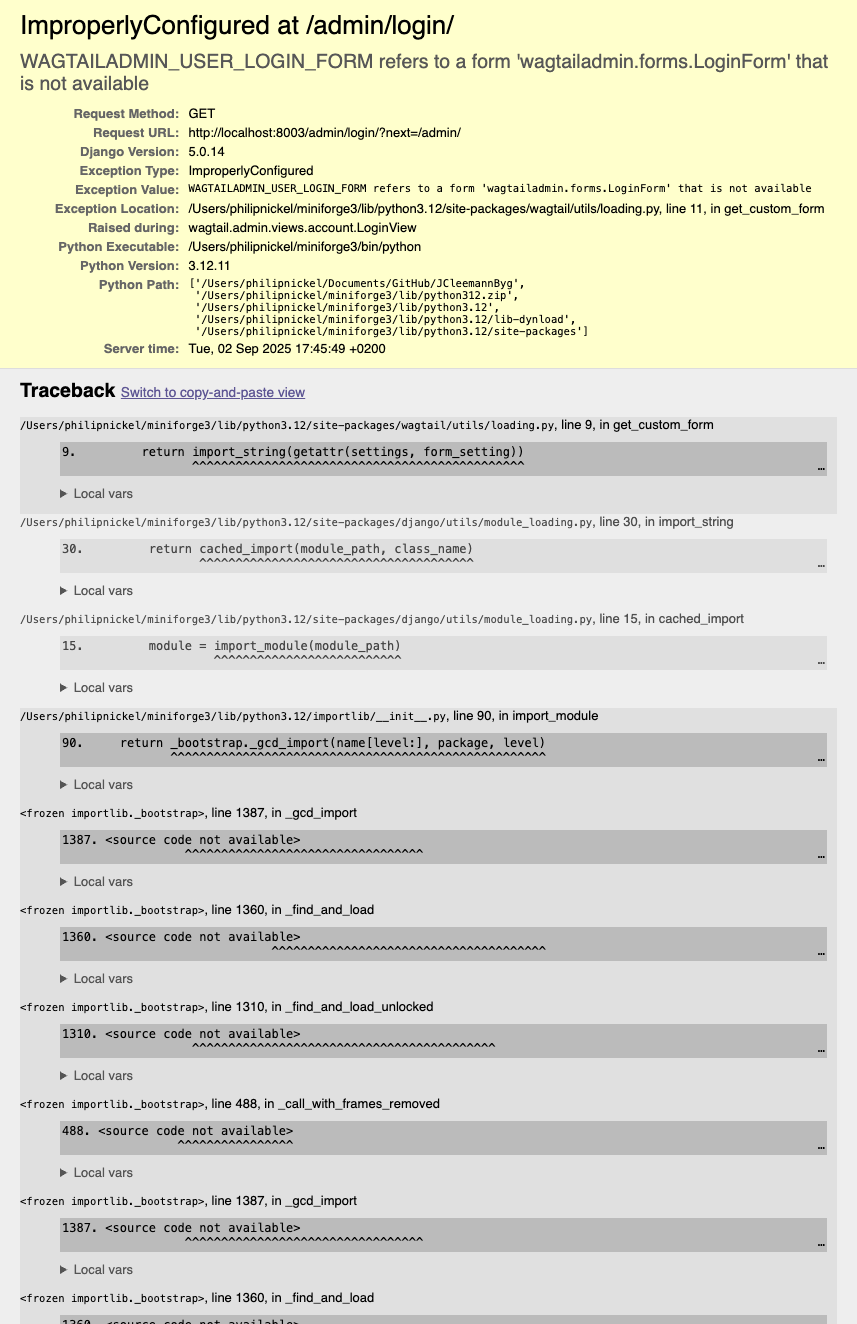 ImproperlyConfigured at /admin/login/
WAGTAILADMIN_USER_LOGIN_FORM refers to a form 'wagtailadmin.forms.LoginForm' that
is not available
Request Method: GET
Request URL: http://localhost:8003/admin/login/?next=/admin/
Django Version: 5.0.14
Exception Type: ImproperlyConfigured
Exception Value: WAGTAILADMIN_USER_LOGIN_FORM refers to a form 'wagtailadmin.forms.LoginForm' that is not available
Exception Location: /Users/philipnickel/miniforge3/lib/python3.12/site-packages/wagtail/utils/loading.py, line 11, in get_custom_form
Raised during: wagtail.admin.views.account.LoginView
Python Executable: /Users/philipnickel/miniforge3/bin/python
Python Version: 3.12.11
Python Path: ['/Users/philipnickel/Documents/GitHub/JCleemannByg',
'/Users/philipnickel/miniforge3/lib/python312.zip',
'/Users/philipnickel/miniforge3/lib/python3.12',
'/Users/philipnickel/miniforge3/lib/python3.12/lib-dynload',
'/Users/philipnickel/miniforge3/lib/python3.12/site-packages']
Server time: Tue, 02 Sep 2025 17:45:49 +0200
Traceback Switch to copy-and-paste view
/Users/philipnickel/miniforge3/lib/python3.12/site-packages/wagtail/utils/loading.py, line 9, in get_custom_form
9. return import_string(getattr(settings, form_setting))
^^^^^^^^^^^^^^^^^^^^^^^^^^^^^^^^^^^^^^^^^^^^^^ …
▶ Local vars
/Users/philipnickel/miniforge3/lib/python3.12/site-packages/django/utils/module_loading.py, line 30, in import_string
30. return cached_import(module_path, class_name)
^^^^^^^^^^^^^^^^^^^^^^^^^^^^^^^^^^^^^^ …
▶ Local vars
/Users/philipnickel/miniforge3/lib/python3.12/site-packages/django/utils/module_loading.py, line 15, in cached_import
15. module = import_module(module_path)
^^^^^^^^^^^^^^^^^^^^^^^^^^ …
▶ Local vars
/Users/philipnickel/miniforge3/lib/python3.12/importlib/__init__.py, line 90, in import_module
90. return _bootstrap._gcd_import(name[level:], package, level)
^^^^^^^^^^^^^^^^^^^^^^^^^^^^^^^^^^^^^^^^^^^^^^^^^^^^ …
▶ Local vars
<frozen importlib._bootstrap>, line 1387, in _gcd_import
1387. <source code not available>
^^^^^^^^^^^^^^^^^^^^^^^^^^^^^^^^^ …
▶ Local vars
<frozen importlib._bootstrap>, line 1360, in _find_and_load
1360. <source code not available>
^^^^^^^^^^^^^^^^^^^^^^^^^^^^^^^^^^^^^^ …
▶ Local vars
<frozen importlib._bootstrap>, line 1310, in _find_and_load_unlocked
1310. <source code not available>
^^^^^^^^^^^^^^^^^^^^^^^^^^^^^^^^^^^^^^^^^^ …
▶ Local vars
<frozen importlib._bootstrap>, line 488, in _call_with_frames_removed
488. <source code not available>
^^^^^^^^^^^^^^^^ …
▶ Local vars
<frozen importlib._bootstrap>, line 1387, in _gcd_import
1387. <source code not available>
^^^^^^^^^^^^^^^^^^^^^^^^^^^^^^^^^ …
▶ Local vars
<frozen importlib._bootstrap>, line 1360, in _find_and_load
1360. <source code not available>